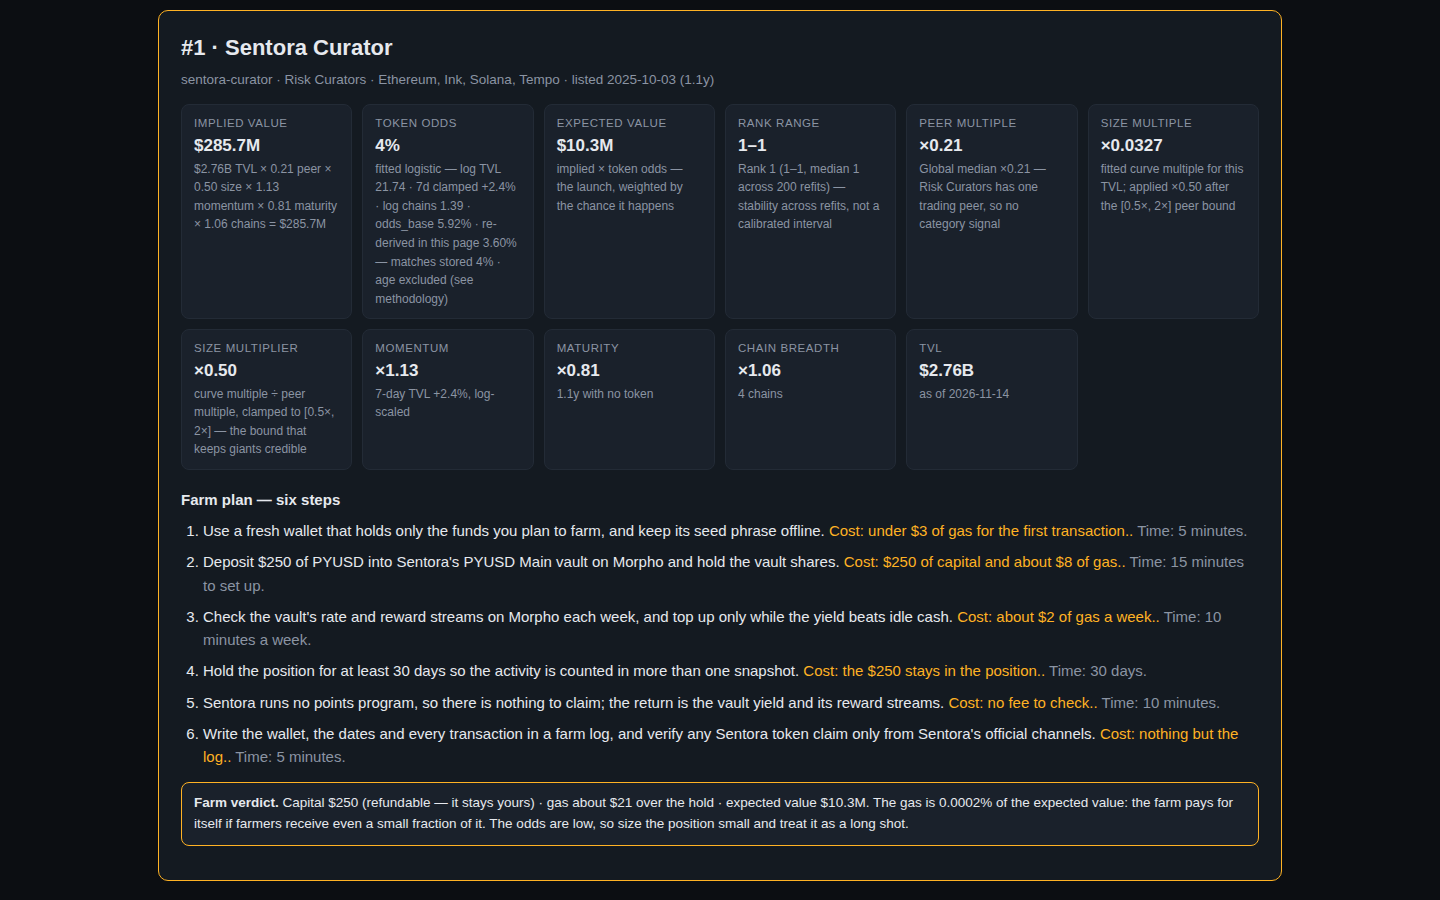 #1 · Sentora Curator
sentora-curator · Risk Curators · Ethereum, Ink, Solana, Tempo · listed 2025-10-03 (1.1y)
IMPLIED VALUE
$285.7M
$2.76B TVL × 0.21 peer ×
0.50 size × 1.13
momentum × 0.81 maturity
× 1.06 chains = $285.7M
TOKEN ODDS
4%
fitted logistic — log TVL
21.74 · 7d clamped +2.4%
· log chains 1.39 ·
odds_base 5.92% · re-
derived in this page 3.60%
— matches stored 4% ·
age excluded (see
methodology)
EXPECTED VALUE
$10.3M
implied × token odds —
the launch, weighted by
the chance it happens
RANK RANGE
1–1
Rank 1 (1–1, median 1
across 200 refits) —
stability across refits, not a
calibrated interval
PEER MULTIPLE
×0.21
Global median ×0.21 —
Risk Curators has one
trading peer, so no
category signal
SIZE MULTIPLE
×0.0327
fitted curve multiple for this
TVL; applied ×0.50 after
the [0.5×, 2×] peer bound
SIZE MULTIPLIER
×0.50
curve multiple ÷ peer
multiple, clamped to [0.5×,
2×] — the bound that
keeps giants credible
MOMENTUM
×1.13
7-day TVL +2.4%, log-
scaled
MATURITY
×0.81
1.1y with no token
CHAIN BREADTH
×1.06
4 chains
TVL
$2.76B
as of 2026-11-14
Farm plan — six steps
1. Use a fresh wallet that holds only the funds you plan to farm, and keep its seed phrase offline. Cost: under $3 of gas for the first transaction.. Time: 5 minutes.
2. Deposit $250 of PYUSD into Sentora's PYUSD Main vault on Morpho and hold the vault shares. Cost: $250 of capital and about $8 of gas.. Time: 15 minutes
to set up.
3. Check the vault's rate and reward streams on Morpho each week, and top up only while the yield beats idle cash. Cost: about $2 of gas a week.. Time: 10
minutes a week.
4. Hold the position for at least 30 days so the activity is counted in more than one snapshot. Cost: the $250 stays in the position.. Time: 30 days.
5. Sentora runs no points program, so there is nothing to claim; the return is the vault yield and its reward streams. Cost: no fee to check.. Time: 10 minutes.
6. Write the wallet, the dates and every transaction in a farm log, and verify any Sentora token claim only from Sentora's official channels. Cost: nothing but the
log.. Time: 5 minutes.
Farm verdict. Capital $250 (refundable — it stays yours) · gas about $21 over the hold · expected value $10.3M. The gas is 0.0002% of the expected value: the farm pays for
itself if farmers receive even a small fraction of it. The odds are low, so size the position small and treat it as a long shot.